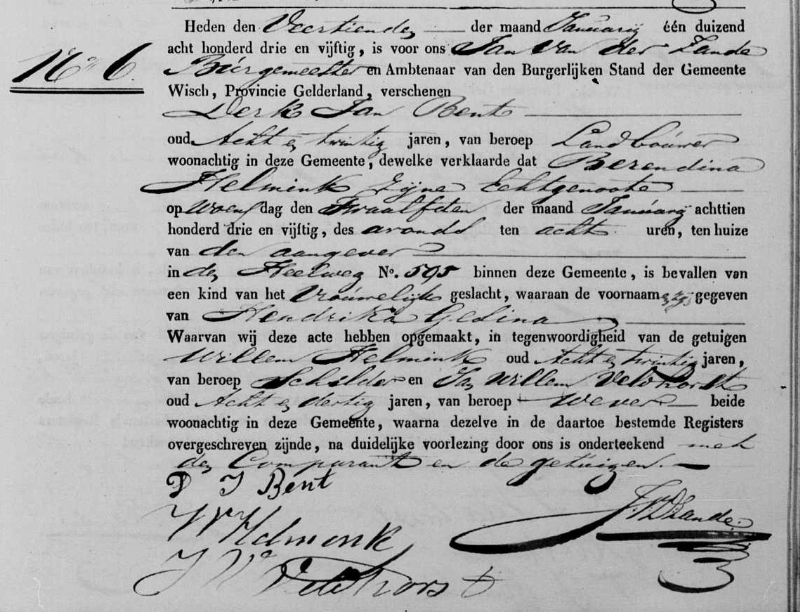 Heden den Veertienden der maand Januarij één duizend
acht honderd drie en vijftig, is voor ons Jan van der Zande
No 6.
Burgemeester en Ambtenaar van den Burgerlijken Stand der Gemeente
Wisch, Provincie Gelderland, verschenen
Derk Jan Bent
oud Acht en twintig jaren, van beroep Landbouwer
woonachtig in deze Gemeente, dewelke verklaarde dat Berendina
Helmink Zijne Echtgenoote
op Woensdag den Twaalfden der maand Januarij achttien
honderd drie en vijftig, des avonds ten acht uren, ten huize
van den aangever
in de Heelweg No. 595 binnen deze Gemeente, is bevallen van
een kind van het Vrouwelijk geslacht, waaraan de voornaam zijn gegeven
van Hendrika Gesina
Waarvan wij deze acte hebben opgemaakt, in tegenwoordigheid van de getuigen
Willem Helmink oud Acht en twintig jaren,
van beroep Schilder en Jan Willem Velthorst
oud Acht en dertig jaren, van beroep Wever beide
woonachtig in deze Gemeente, waarna dezelve in de daartoe bestemde Registers
overgeschreven zijnde, na duidelijke voorlezing door ons is onderteekend met
den Comparant en de getuigen.
D J Bent
W Helmink
JVDZande
J W Velthorst